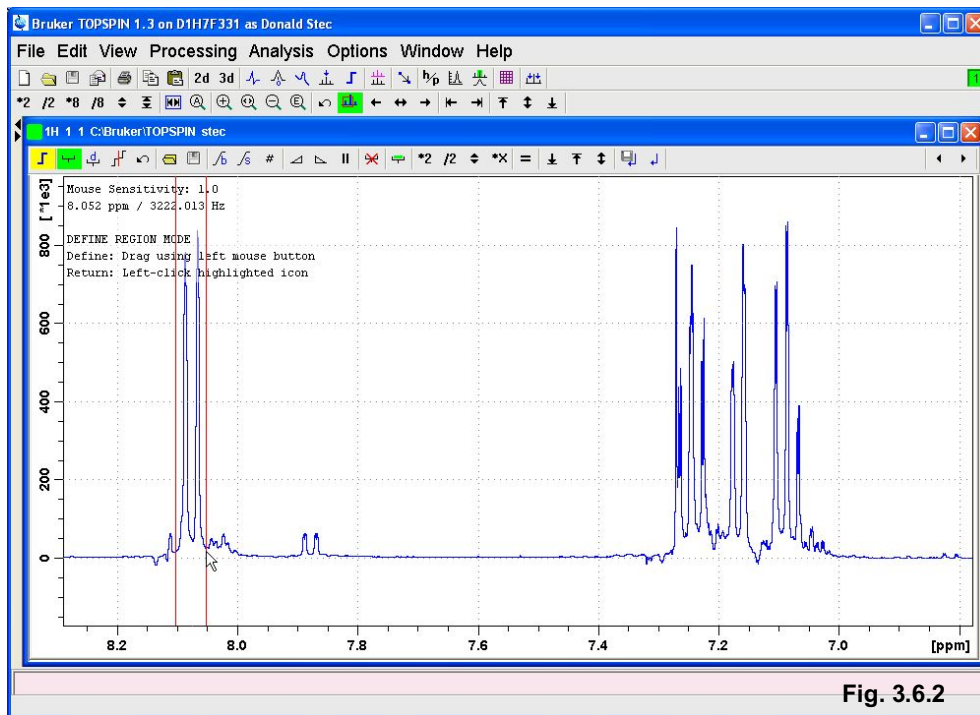 Bruker TOPSPIN 1.3 on D1H7F331 as Donald Stec
File Edit View Processing Analysis Options Window Help
2d 3d
*2 /2 *8 /8
1H 1 1 C:\Bruker\TOPSPIN stec
*2 /2 *X =
Mouse Sensitivity: 1.0
8.052 ppm / 3222.013 Hz
DEFINE REGION MODE
Define: Drag using left mouse button
Return: Left-click highlighted icon
[*1e3]
800
600
400
200
0
8.2 8.0 7.8 7.6 7.4 7.2 7.0 [ppm]
Fig. 3.6.2